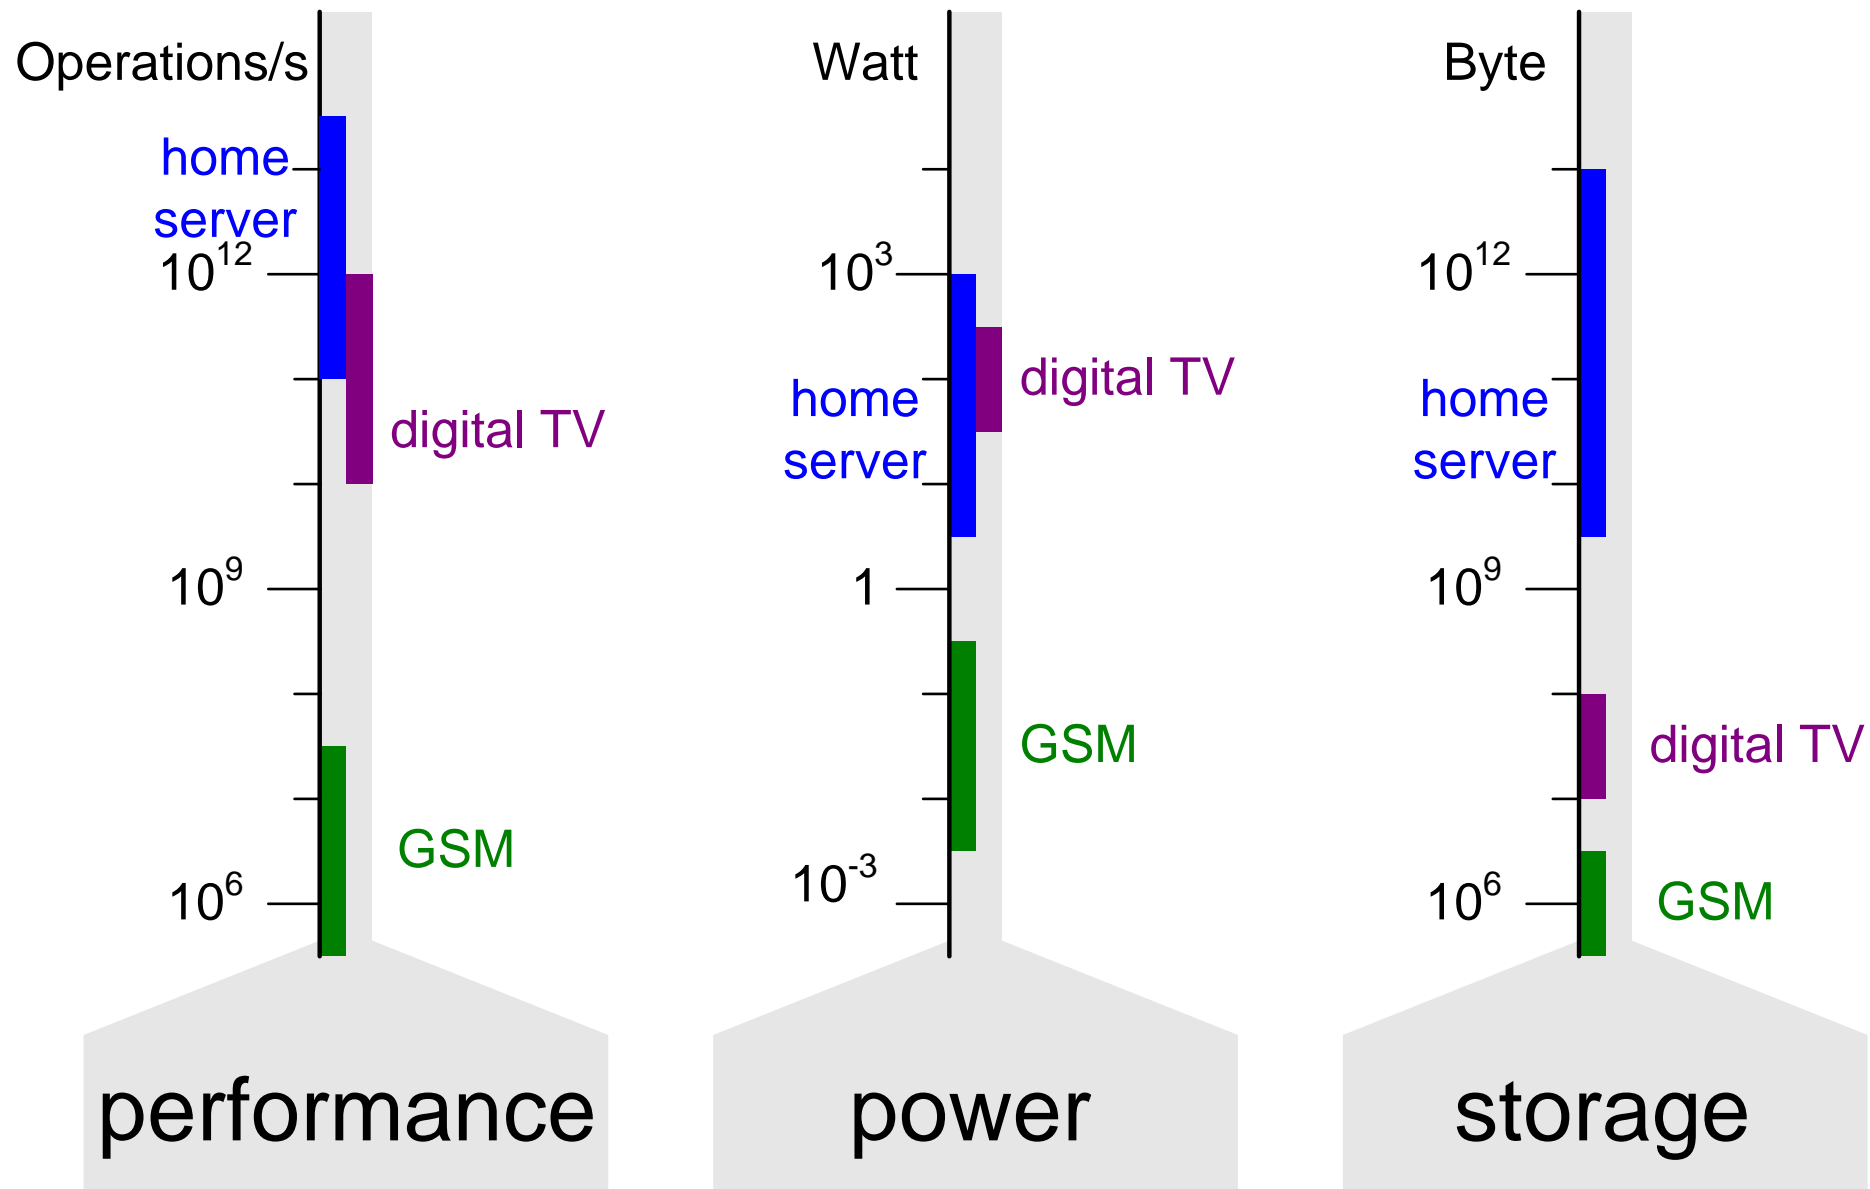 Operations/s
home
server
10^12
digital TV
10^9
GSM
10^6
performance
Watt
10^3
digital TV
home
server
1
GSM
10^-3
power
Byte
10^12
home
server
10^9
digital TV
10^6
GSM
storage